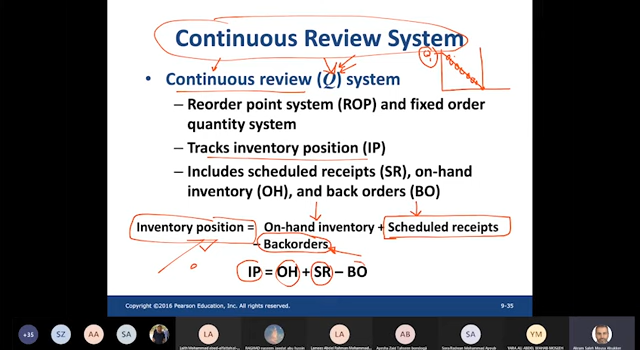 Continuous Review System
Q
• Continuous review (Q) system
– Reorder point system (ROP) and fixed order
quantity system
– Tracks inventory position (IP)
– Includes scheduled receipts (SR), on-hand
inventory (OH), and back orders (BO)
Inventory position = On-hand inventory + Scheduled receipts
– Backorders
IP = OH + SR – BO
Copyright ©2016 Pearson Education, Inc. All rights reserved.
9-35
+35
SZ
AA
SA
LA
LA
AB
SA